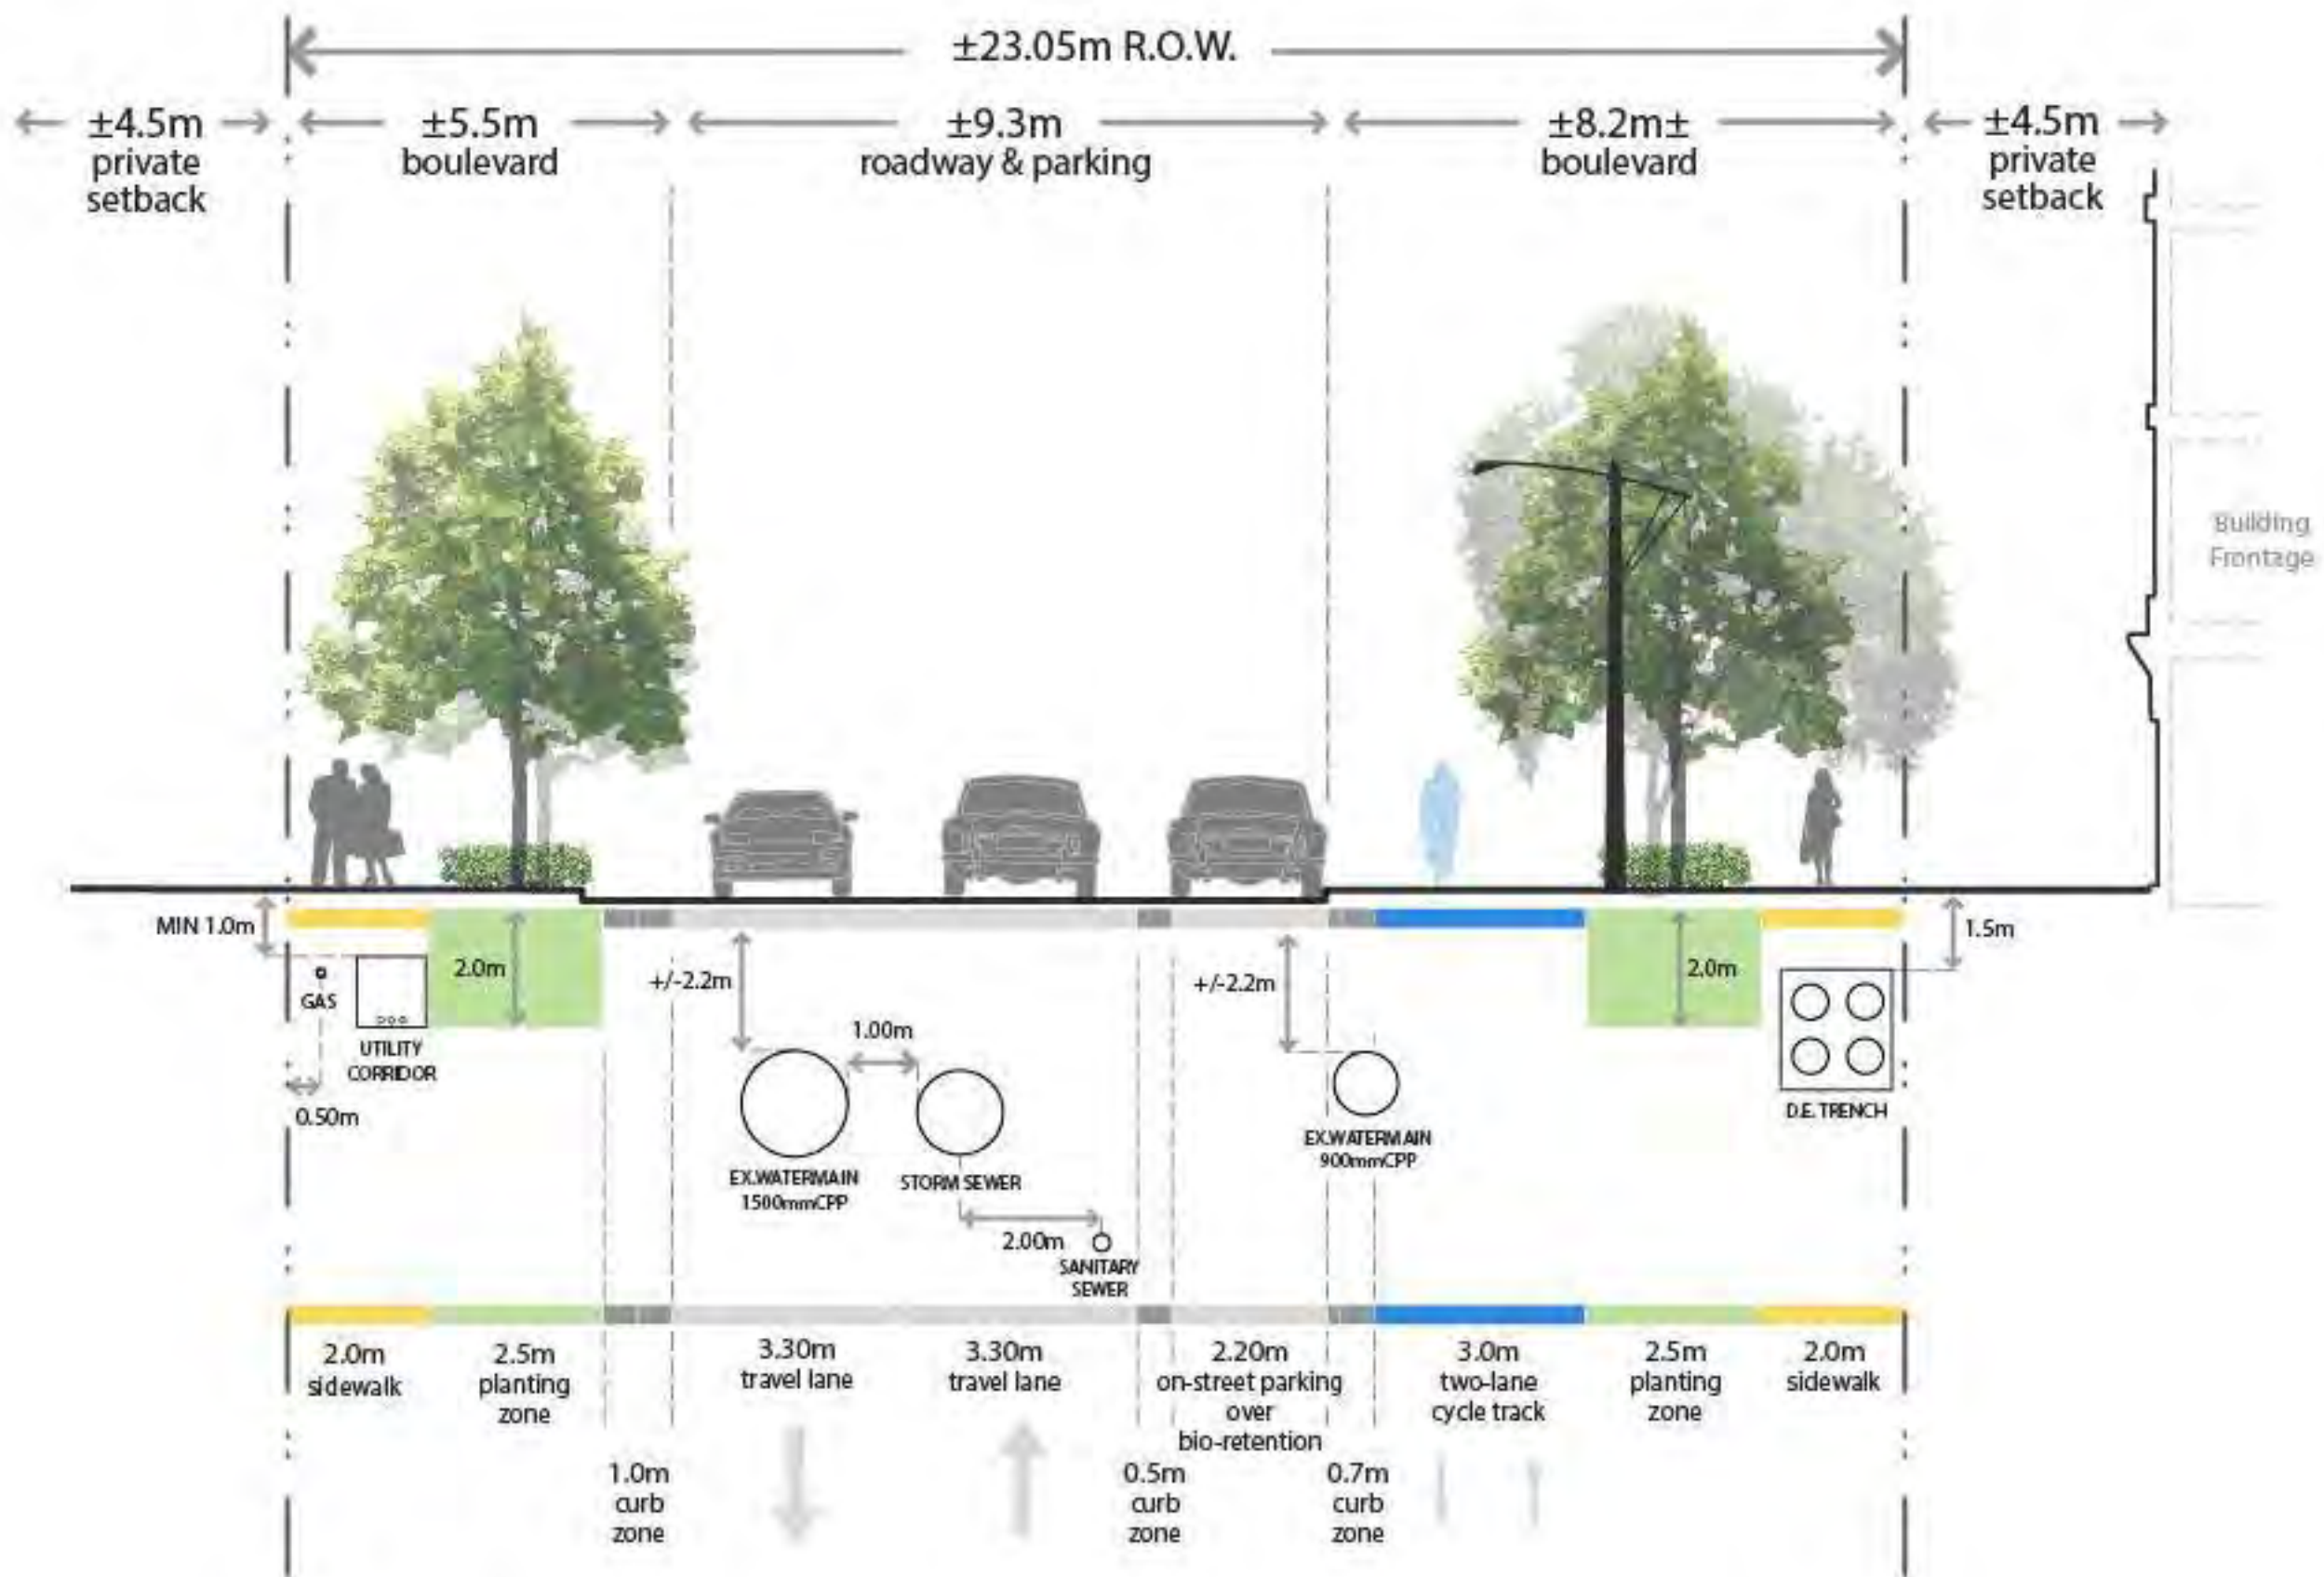 ±23.05m R.O.W.
±4.5m
private
setback
±5.5m
boulevard
±9.3m
roadway & parking
±8.2m±
boulevard
±4.5m
private
setback
Building
Frontage
MIN 1.0m
GAS
UTILITY
CORRIDOR
0.50m
2.0m
+/-2.2m
1.00m
EX.WATERMAIN
1500mmCPP
STORM SEWER
2.00m
SANITARY
SEWER
+/-2.2m
EX.WATERMAIN
900mmCPP
2.0m
1.5m
D.E. TRENCH
2.0m
sidewalk
2.5m
planting
zone
1.0m
curb
zone
3.30m
travel lane
3.30m
travel lane
0.5m
curb
zone
2.20m
on-street parking
over
bio-retention
0.7m
curb
zone
3.0m
two-lane
cycle track
2.5m
planting
zone
2.0m
sidewalk